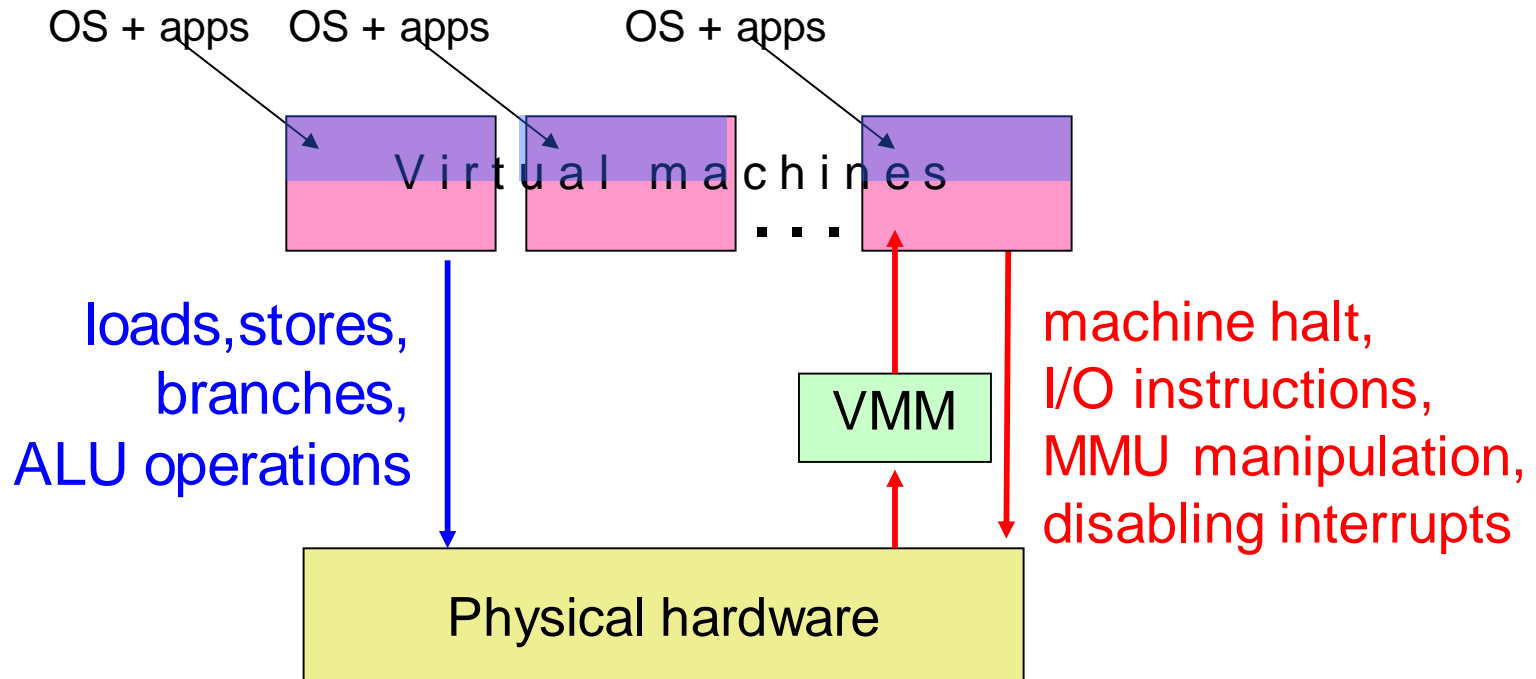 OS + apps OS + apps OS + apps
Virtual machines
...
loads,stores,
branches,
ALU operations
VMM
machine halt,
I/O instructions,
MMU manipulation,
disabling interrupts
Physical hardware